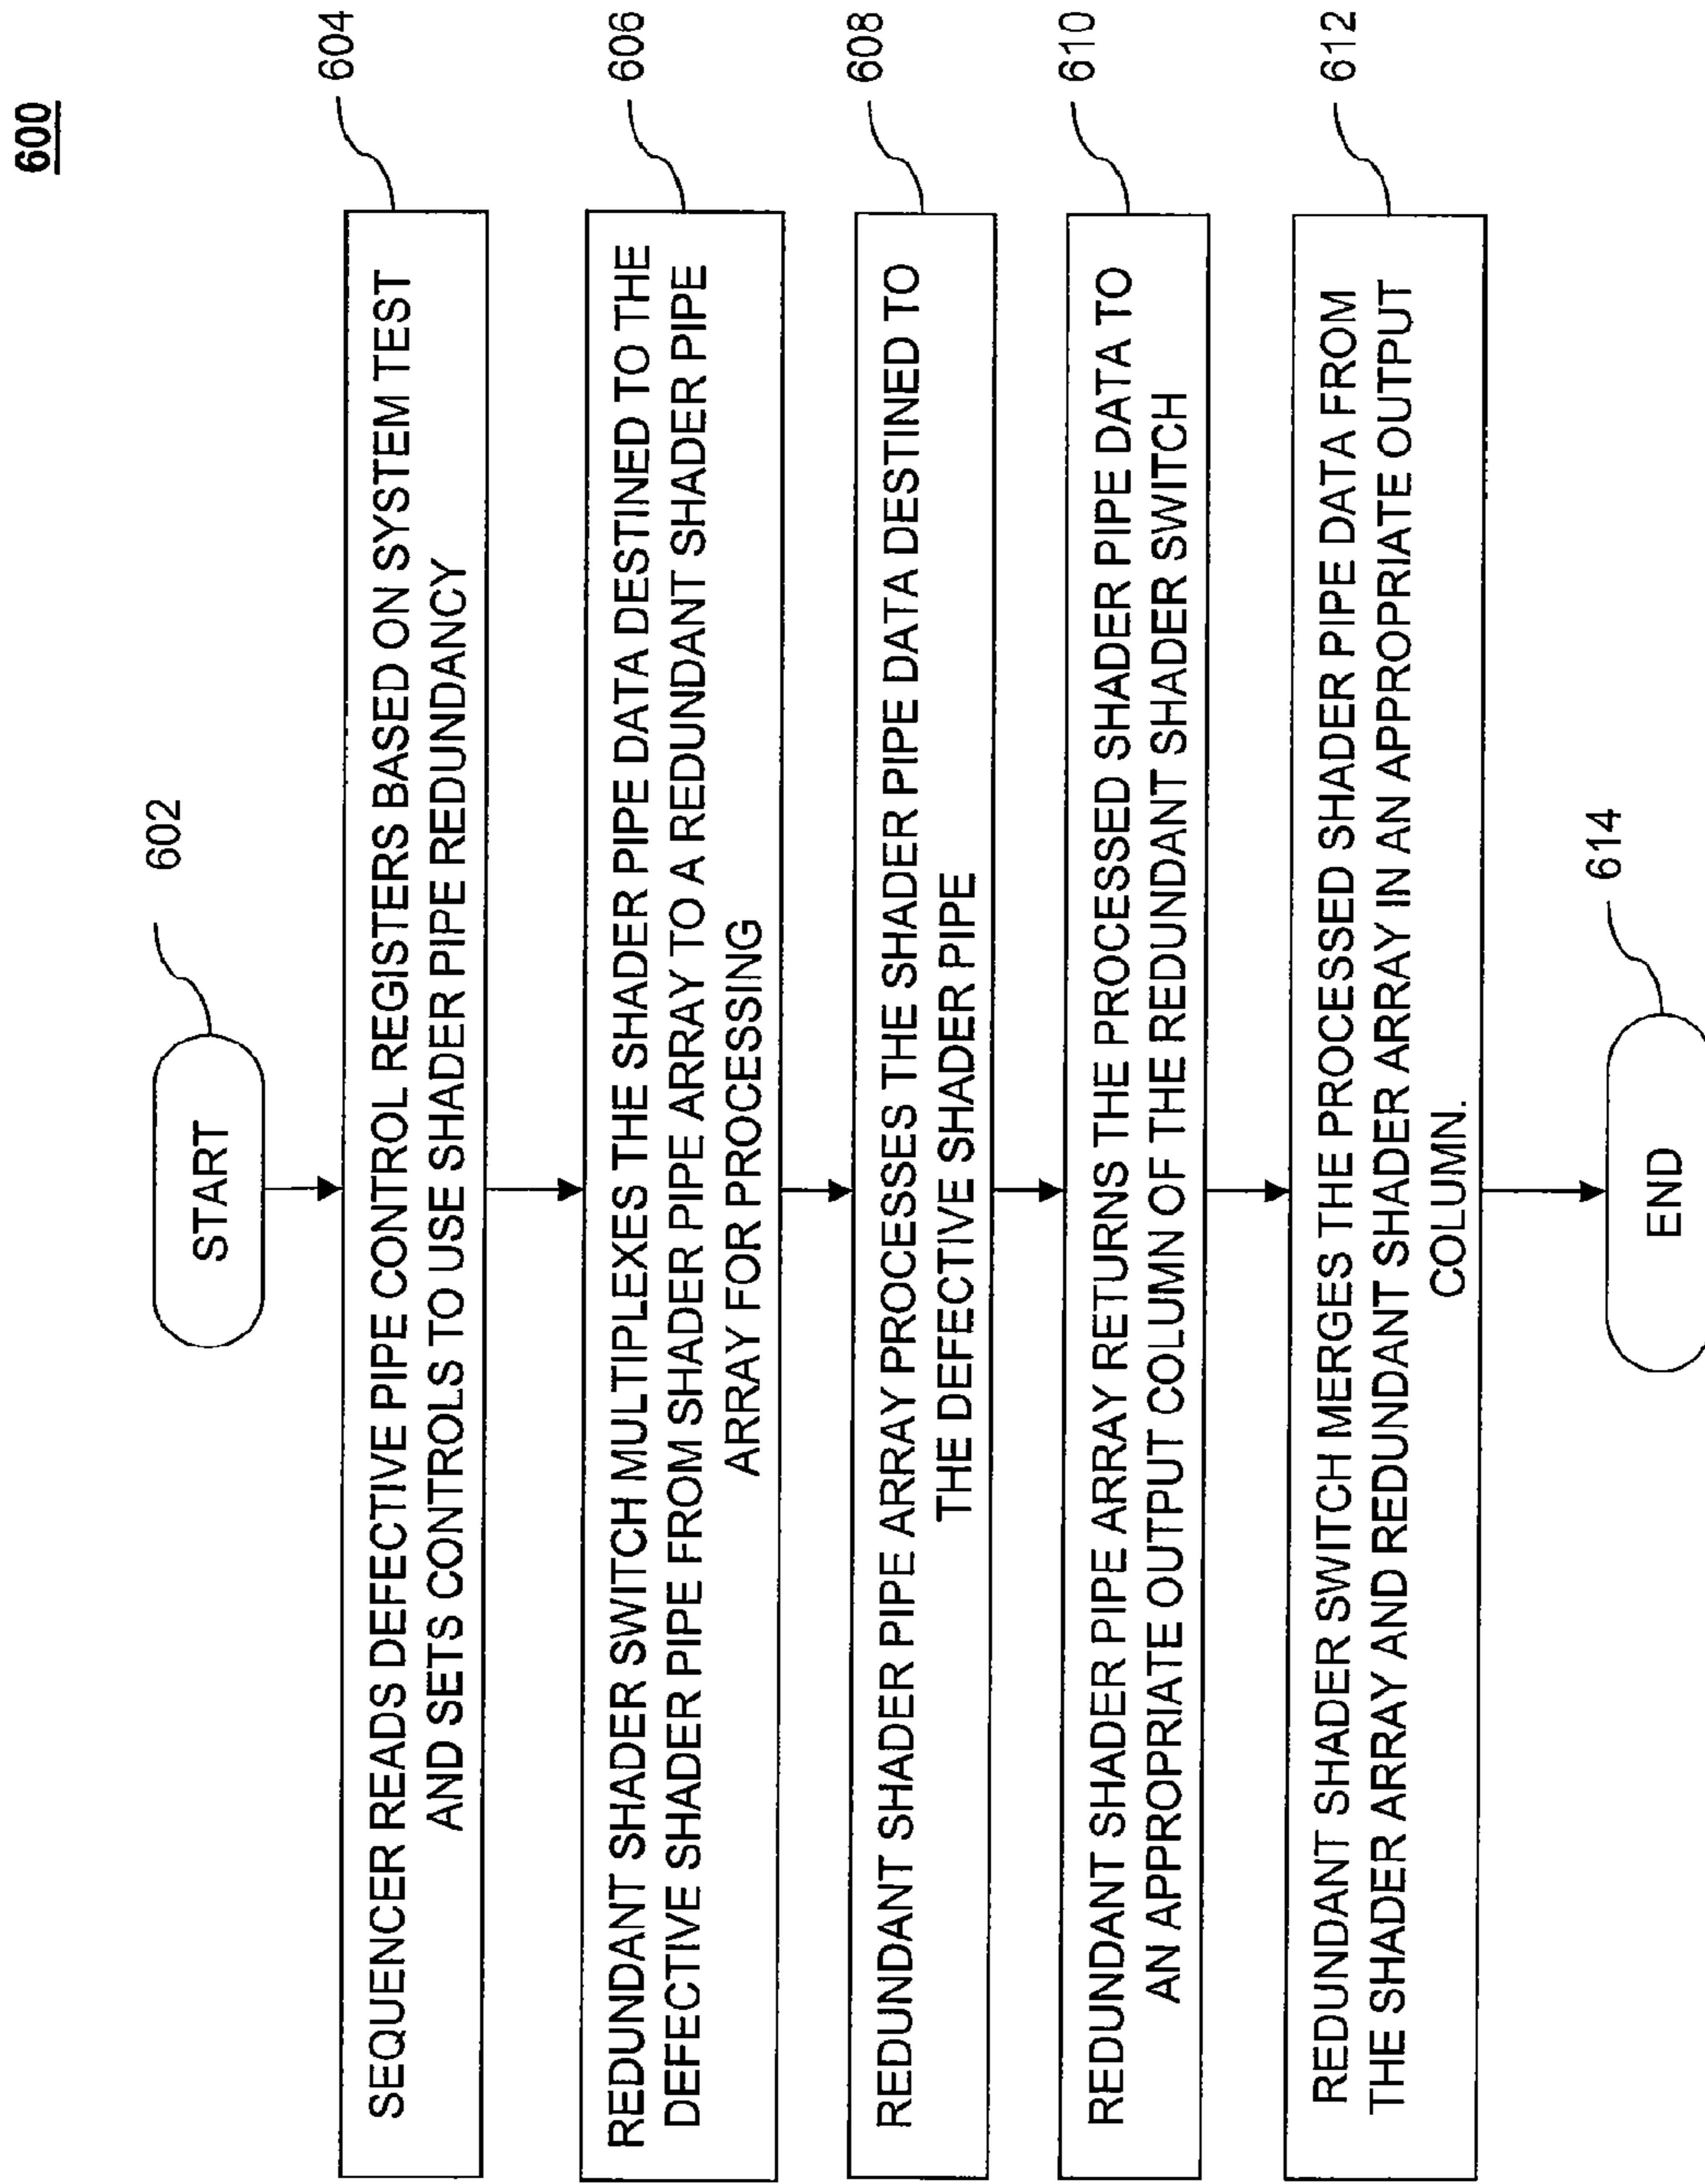 600
START
602
SEQUENCER READS DEFECTIVE PIPE CONTROL REGISTERS BASED ON SYSTEM TEST
AND SETS CONTROLS TO USE SHADER PIPE REDUNDANCY
604
REDUNDANT SHADER SWITCH MULTIPLEXES THE SHADER PIPE DATA DESTINED TO THE
DEFECTIVE SHADER PIPE FROM SHADER PIPE ARRAY TO A REDUNDANT SHADER PIPE
ARRAY FOR PROCESSING
606
REDUNDANT SHADER PIPE ARRAY PROCESSES THE SHADER PIPE DATA DESTINED TO
THE DEFECTIVE SHADER PIPE
608
REDUNDANT SHADER PIPE ARRAY RETURNS THE PROCESSED SHADER PIPE DATA TO
AN APPROPRIATE OUTPUT COLUMN OF THE REDUNDANT SHADER SWITCH
610
REDUNDANT SHADER SWITCH MERGES THE PROCESSED SHADER PIPE DATA FROM
THE SHADER ARRAY AND REDUNDANT SHADER ARRAY IN AN APPROPRIATE OUTPUT
COLUMN.
612
END
614